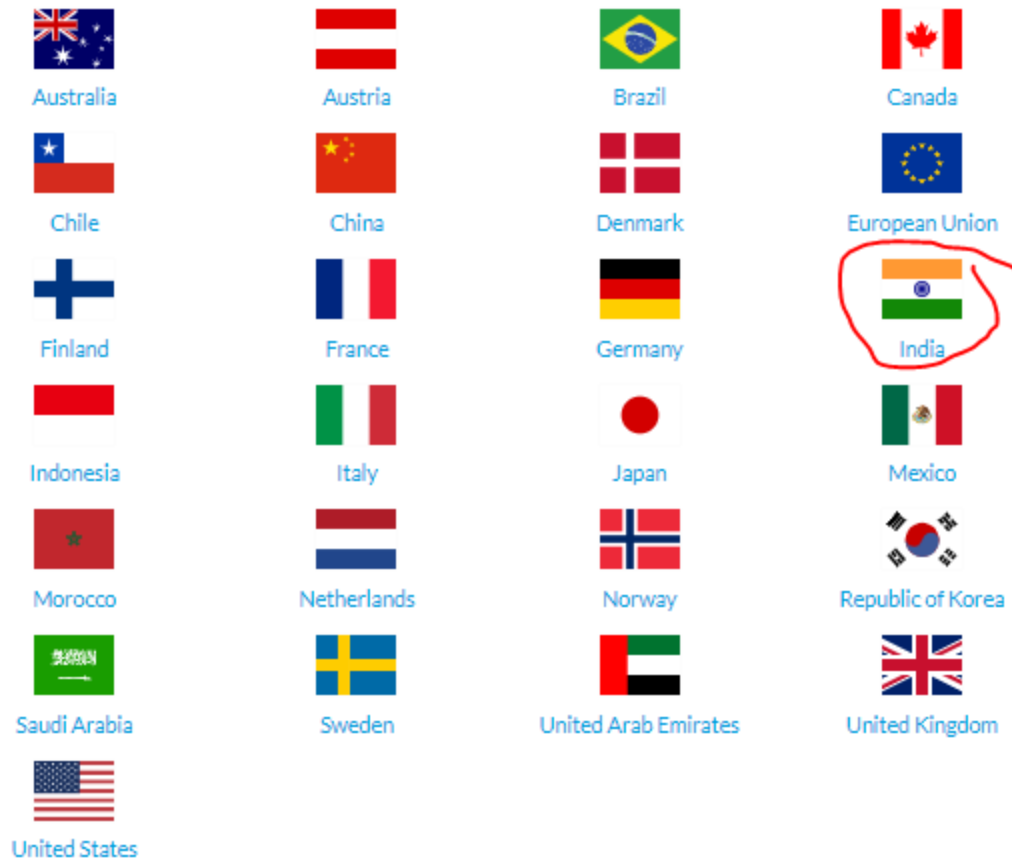 Australia Austria Brazil Canada
Chile China Denmark European Union
Finland France Germany India
Indonesia Italy Japan Mexico
Morocco Netherlands Norway Republic of Korea
Saudi Arabia Sweden United Arab Emirates United Kingdom
United States